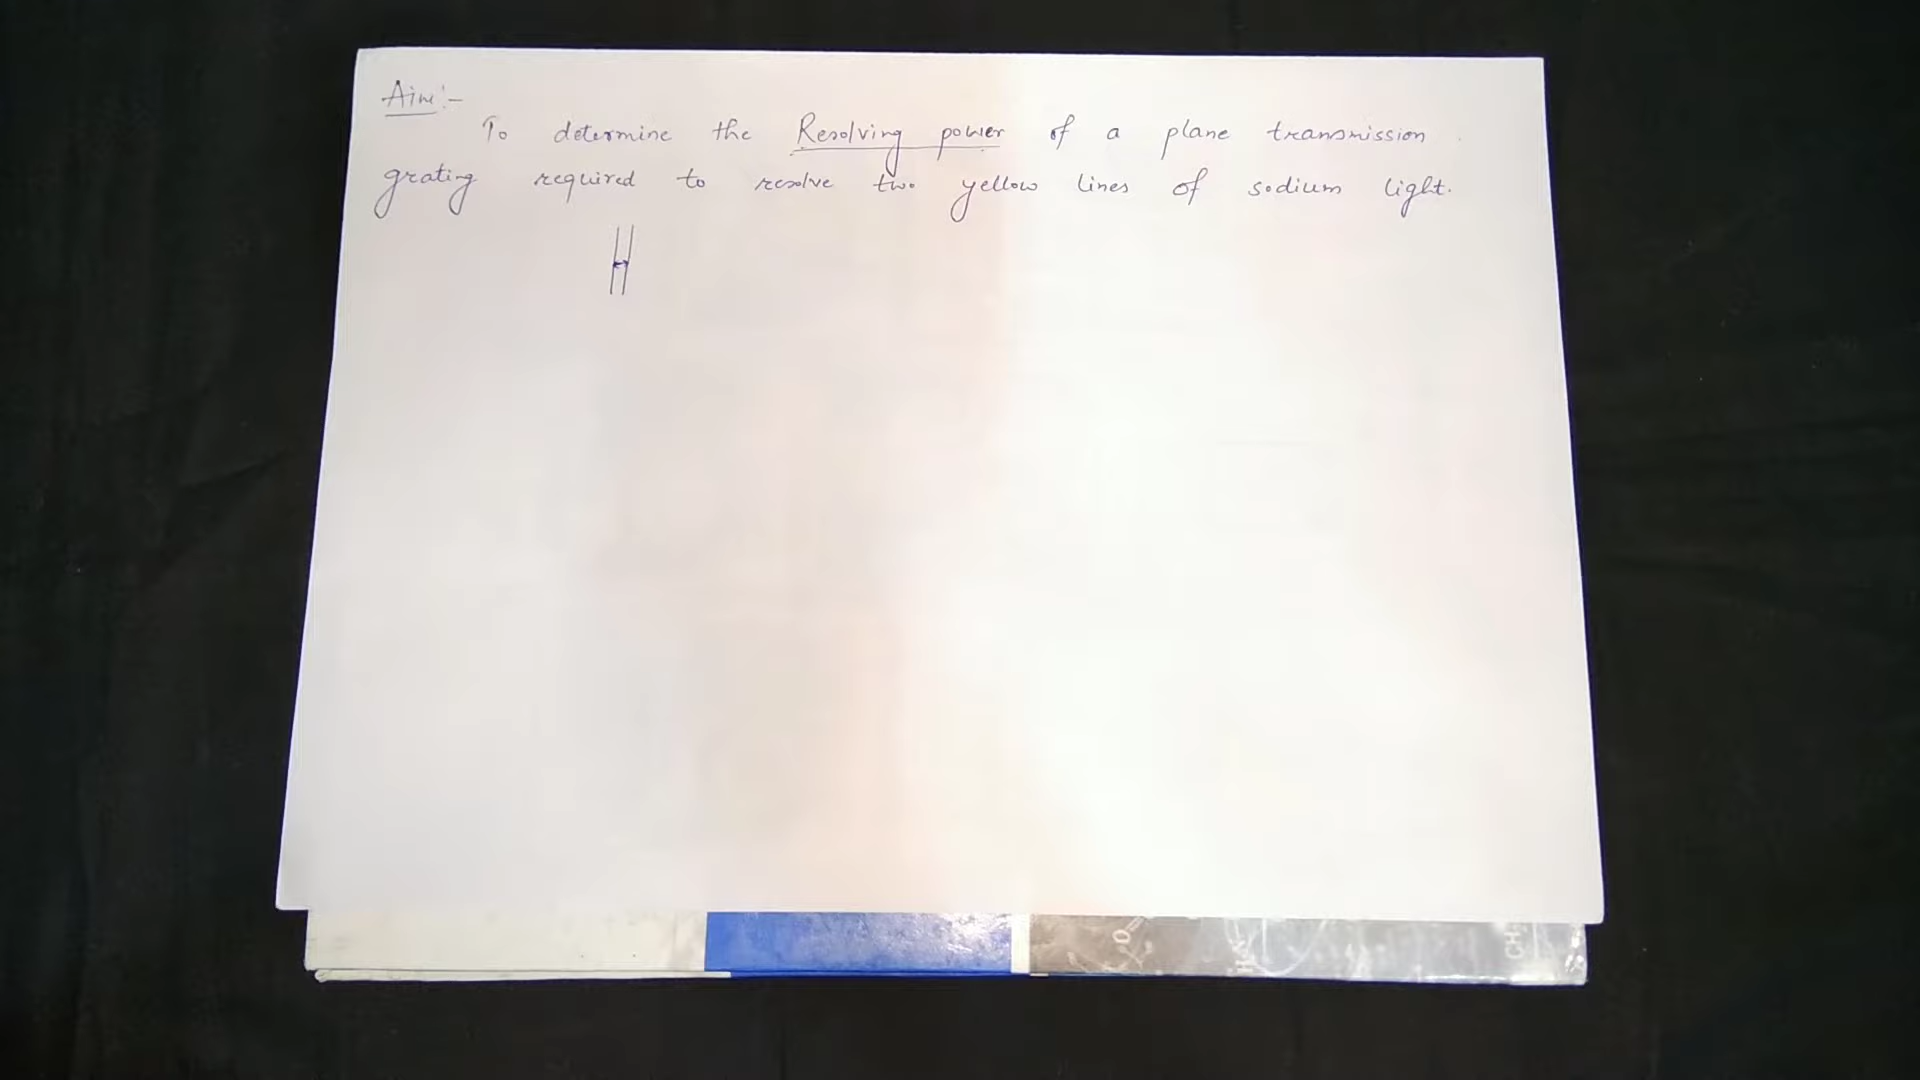 Aim:-
To determine the Resolving power of a plane transmission
grating required to resolve two yellow lines of sodium light.
CH